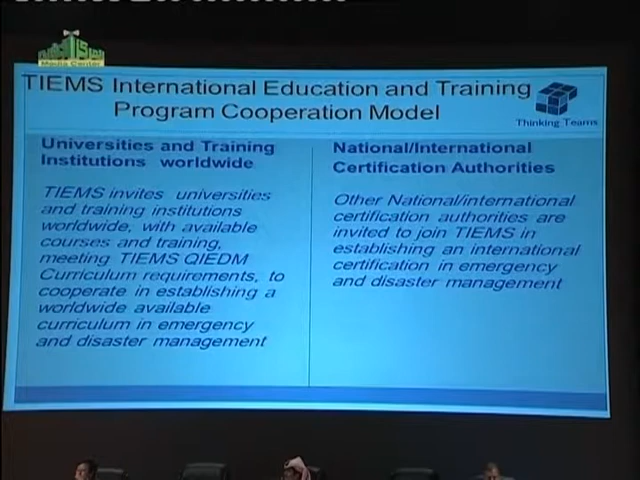 Media Center
TIEMS International Education and Training
Program Cooperation Model
Thinking Teams
Universities and Training
Institutions worldwide
TIEMS invites universities
and training institutions
worldwide, with available
courses and training,
meeting TIEMS QIEDM
Curriculum requirements, to
cooperate in establishing a
worldwide available
curriculum in emergency
and disaster management
National/International
Certification Authorities
Other National/international
certification authorities are
invited to join TIEMS in
establishing an international
certification in emergency
and disaster management